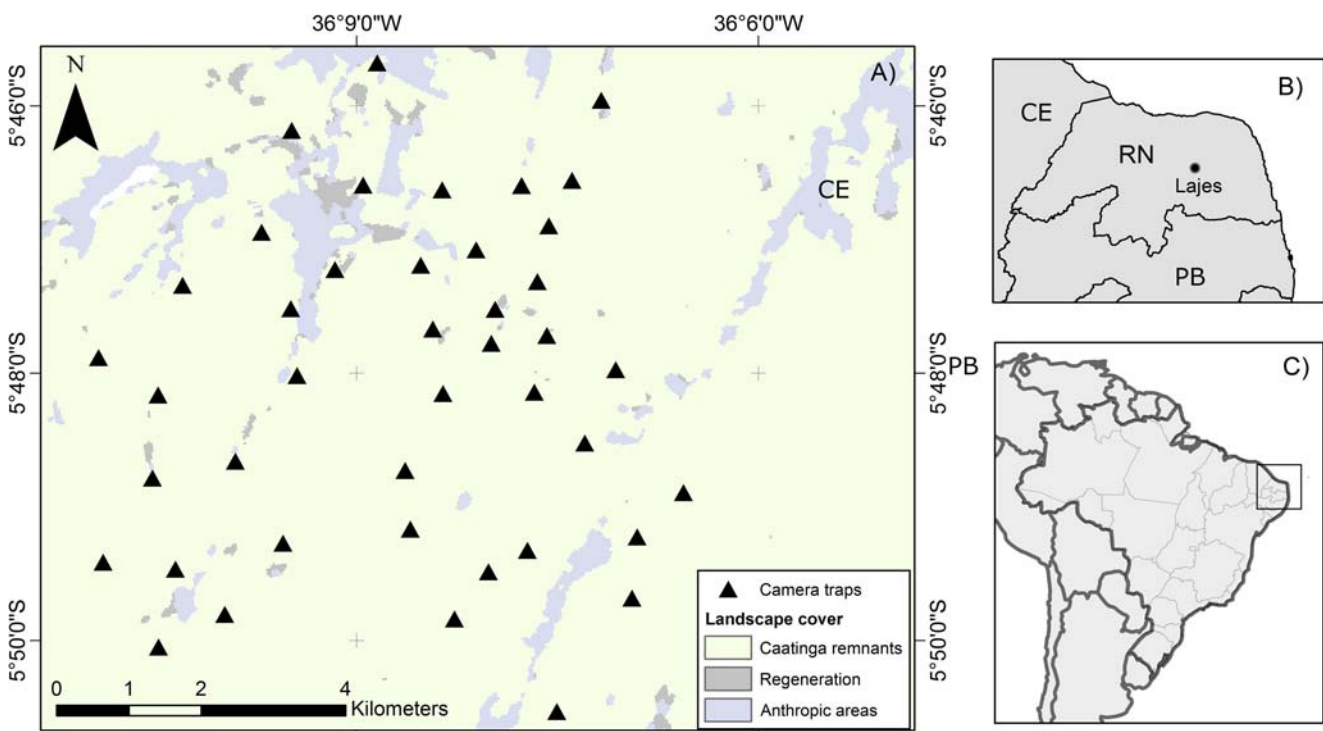 36°9'0"W
36°6'0"W
N
A)
5°46'0"S
5°46'0"S
CE
5°48'0"S
5°48'0"S
5°50'0"S
5°50'0"S
0 1 2 4
Kilometers
Camera traps
Landscape cover
Caatinga remnants
Regeneration
Anthropic areas
B)
CE
RN
Lajes
PB
PB
C)